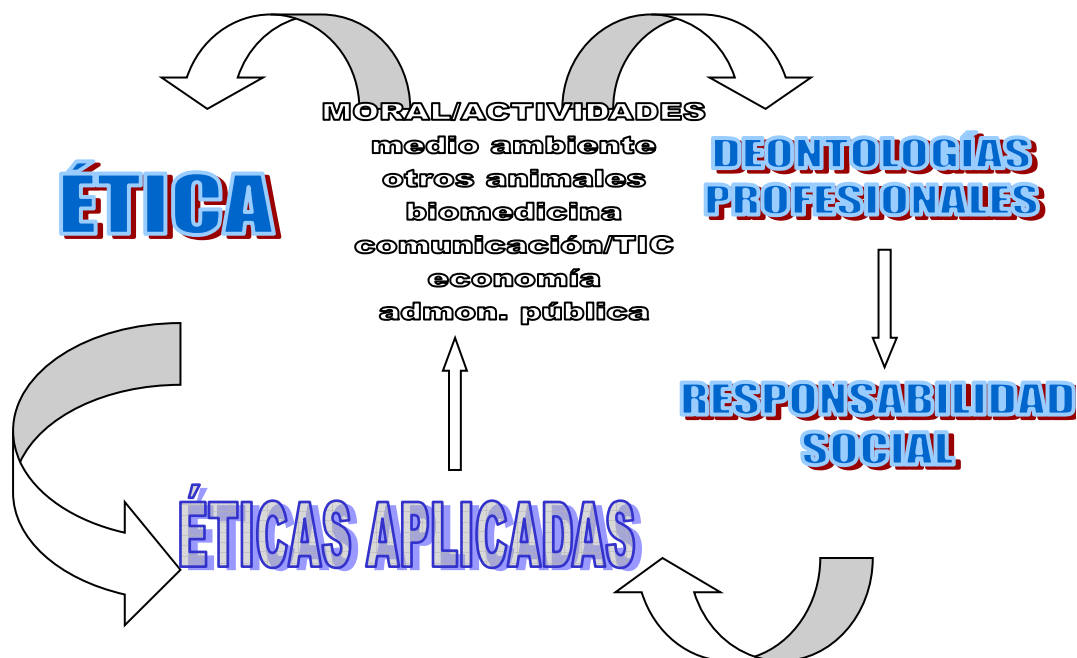 MORAL/ACTIVIDADES
medio ambiente
otros animales
biomedicina
comunicación/TIC
economía
admon. pública
ÉTICA
DEONTOLOGÍAS
PROFESIONALES
RESPONSABILIDAD
SOCIAL
ÉTICAS APLICADAS